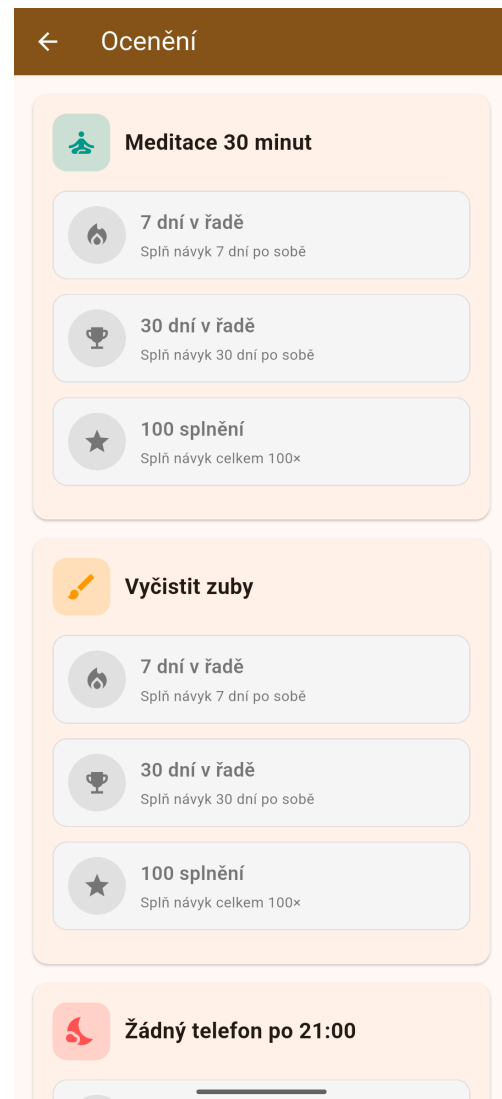 Ocenění
Meditace 30 minut
7 dní v řadě
Splň návyk 7 dní po sobě
30 dní v řadě
Splň návyk 30 dní po sobě
100 splnění
Splň návyk celkem 100×
Vyčistit zuby
7 dní v řadě
Splň návyk 7 dní po sobě
30 dní v řadě
Splň návyk 30 dní po sobě
100 splnění
Splň návyk celkem 100×
Žádný telefon po 21:00